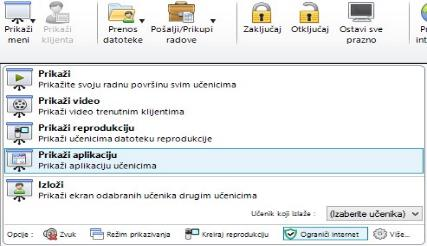 Prikaži meni
Prikaži klijenta
Prenos datoteke
Pošalji/Prikupi radove
Zaključaj
Otključaj
Ostavi sve prazno
Prikaži
Prikažite svoju radnu površinu svim učenicima
Prikaži video
Prikaži video trenutnim klijentima
Prikaži reprodukciju
Prikaži učenicima datoteku reprodukcije
Prikaži aplikaciju
Prikaži aplikaciju učenicima
Izloži
Prikaži ekran odabranih učenika drugim učenicima
Učenik koji izlaže : (Izaberite učenika)
Opcije : Zvuk Režim prikazivanja Kreiraj reprodukciju Ograniči internet Više...